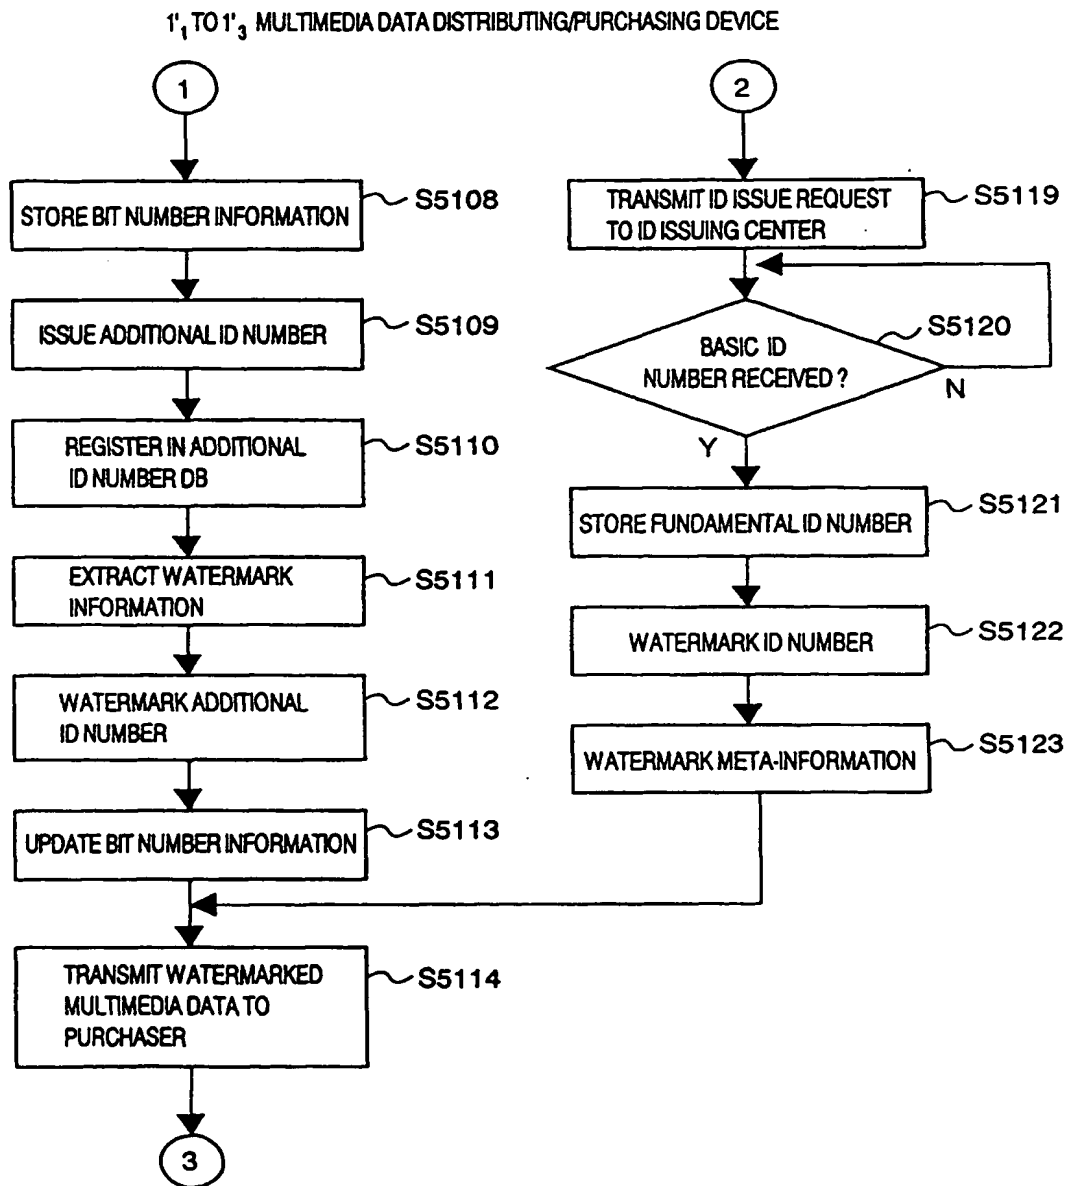 1'1 TO 1'3 MULTIMEDIA DATA DISTRIBUTING/PURCHASING DEVICE
1
STORE BIT NUMBER INFORMATION
S5108
ISSUE ADDITIONAL ID NUMBER
S5109
REGISTER IN ADDITIONAL
ID NUMBER DB
S5110
EXTRACT WATERMARK
INFORMATION
S5111
WATERMARK ADDITIONAL
ID NUMBER
S5112
UPDATE BIT NUMBER INFORMATION
S5113
TRANSMIT WATERMARKED
MULTIMEDIA DATA TO
PURCHASER
S5114
3
2
TRANSMIT ID ISSUE REQUEST
TO ID ISSUING CENTER
S5119
BASIC ID
NUMBER RECEIVED ?
S5120
N
Y
STORE FUNDAMENTAL ID NUMBER
S5121
WATERMARK ID NUMBER
S5122
WATERMARK META-INFORMATION
S5123